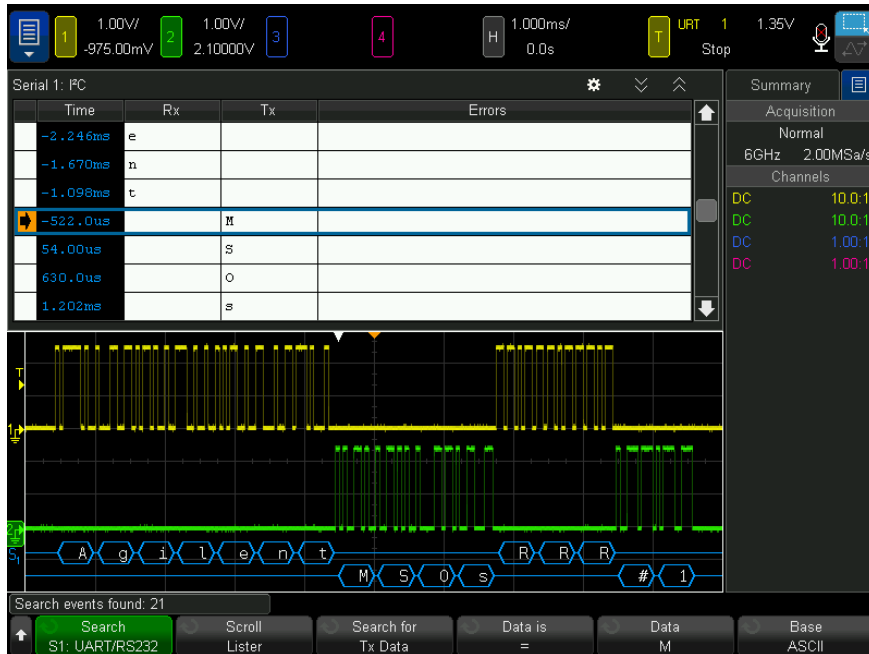 1 1.00V/ 2 1.00V/ 3 4 H 1.000ms/ T URT 1 1.35V
-975.00mV 2.10000V 0.0s Stop
Serial 1: I²C
Summary
Time Rx Tx Errors
Acquisition
Normal
6GHz 2.00MSa/s
Channels
DC 10.0:1
DC 10.0:1
DC 1.00:1
DC 1.00:1
-2.246ms e
-1.670ms n
-1.098ms t
-522.0us M
54.00us S
630.0us O
1.202ms s
T
1
2
S1 A g i l e n t R R R
M S O s # 1
Search events found: 21
Search Scroll Search for Data is Data Base
S1: UART/RS232 Lister Tx Data = M ASCII